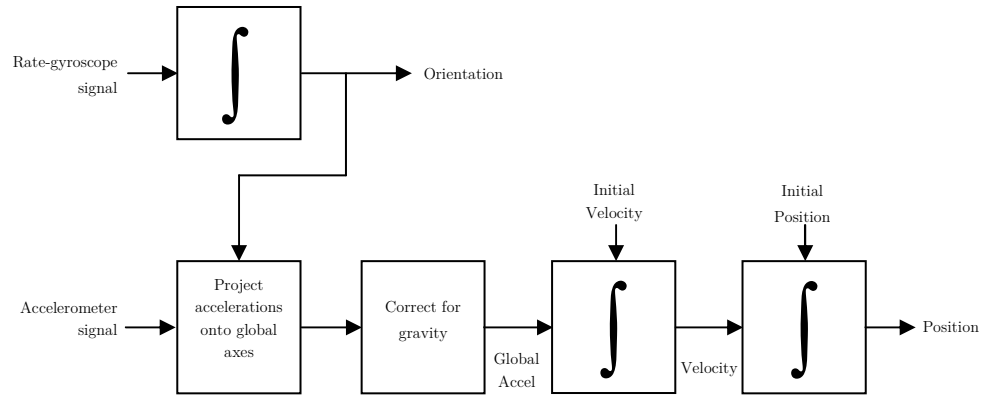 Rate-gyroscope
signal
∫
Orientation
Initial
Velocity
Initial
Position
Accelerometer
signal
Project
accelerations
onto global
axes
Correct for
gravity
Global
Accel
∫
Velocity
∫
Position